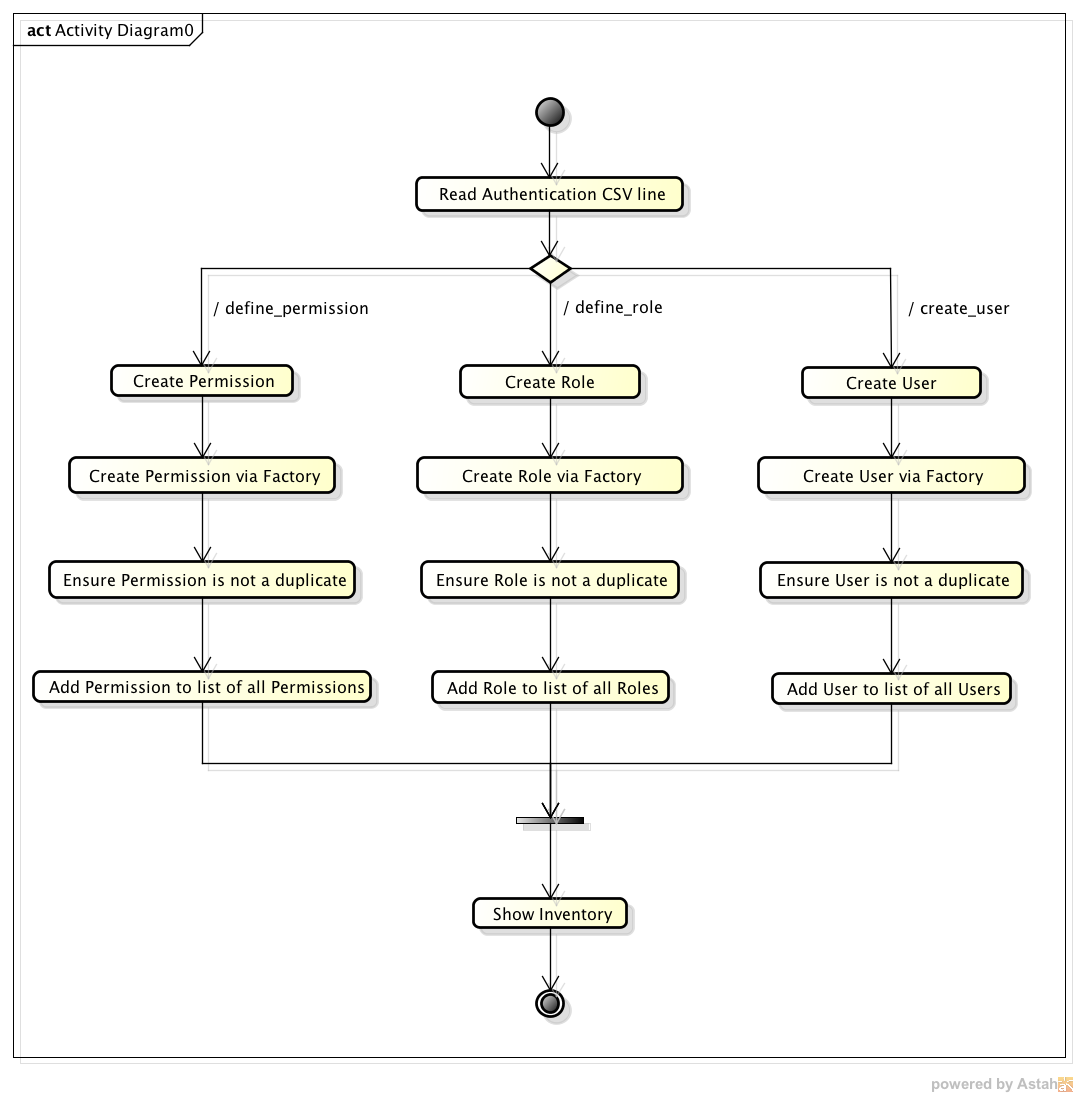 act Activity Diagram0
Read Authentication CSV line
/ define_permission
/ define_role
/ create_user
Create Permission
Create Role
Create User
Create Permission via Factory
Create Role via Factory
Create User via Factory
Ensure Permission is not a duplicate
Ensure Role is not a duplicate
Ensure User is not a duplicate
Add Permission to list of all Permissions
Add Role to list of all Roles
Add User to list of all Users
Show Inventory
powered by Astah